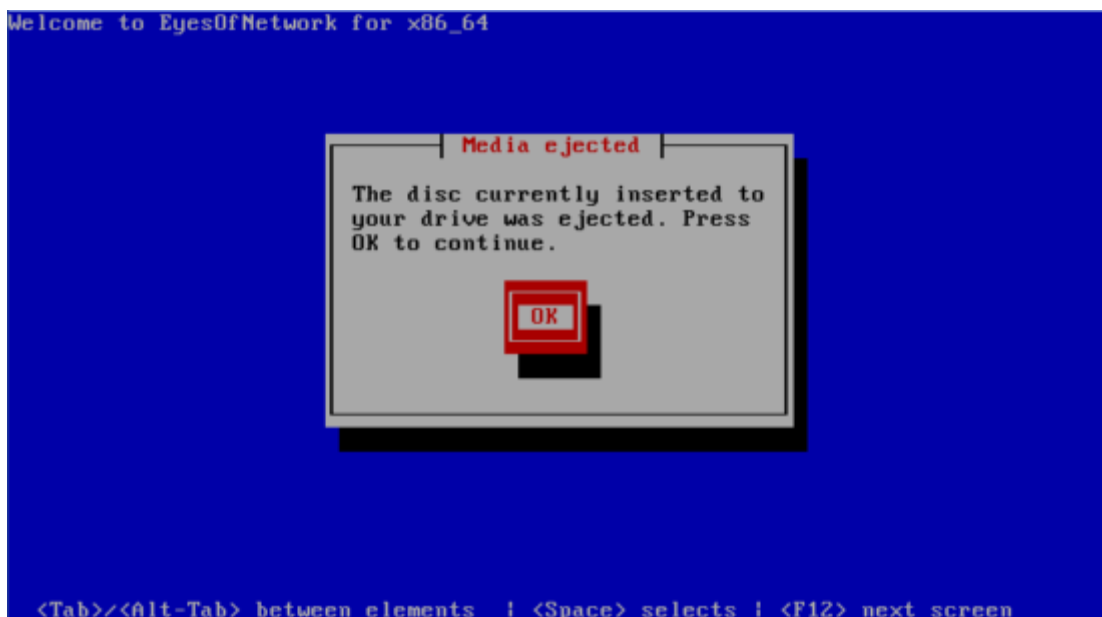 Welcome to EyesOfNetwork for x86_64
Media ejected
The disc currently inserted to
your drive was ejected. Press
OK to continue.
OK
<Tab>/<Alt-Tab> between elements | <Space> selects | <F12> next screen